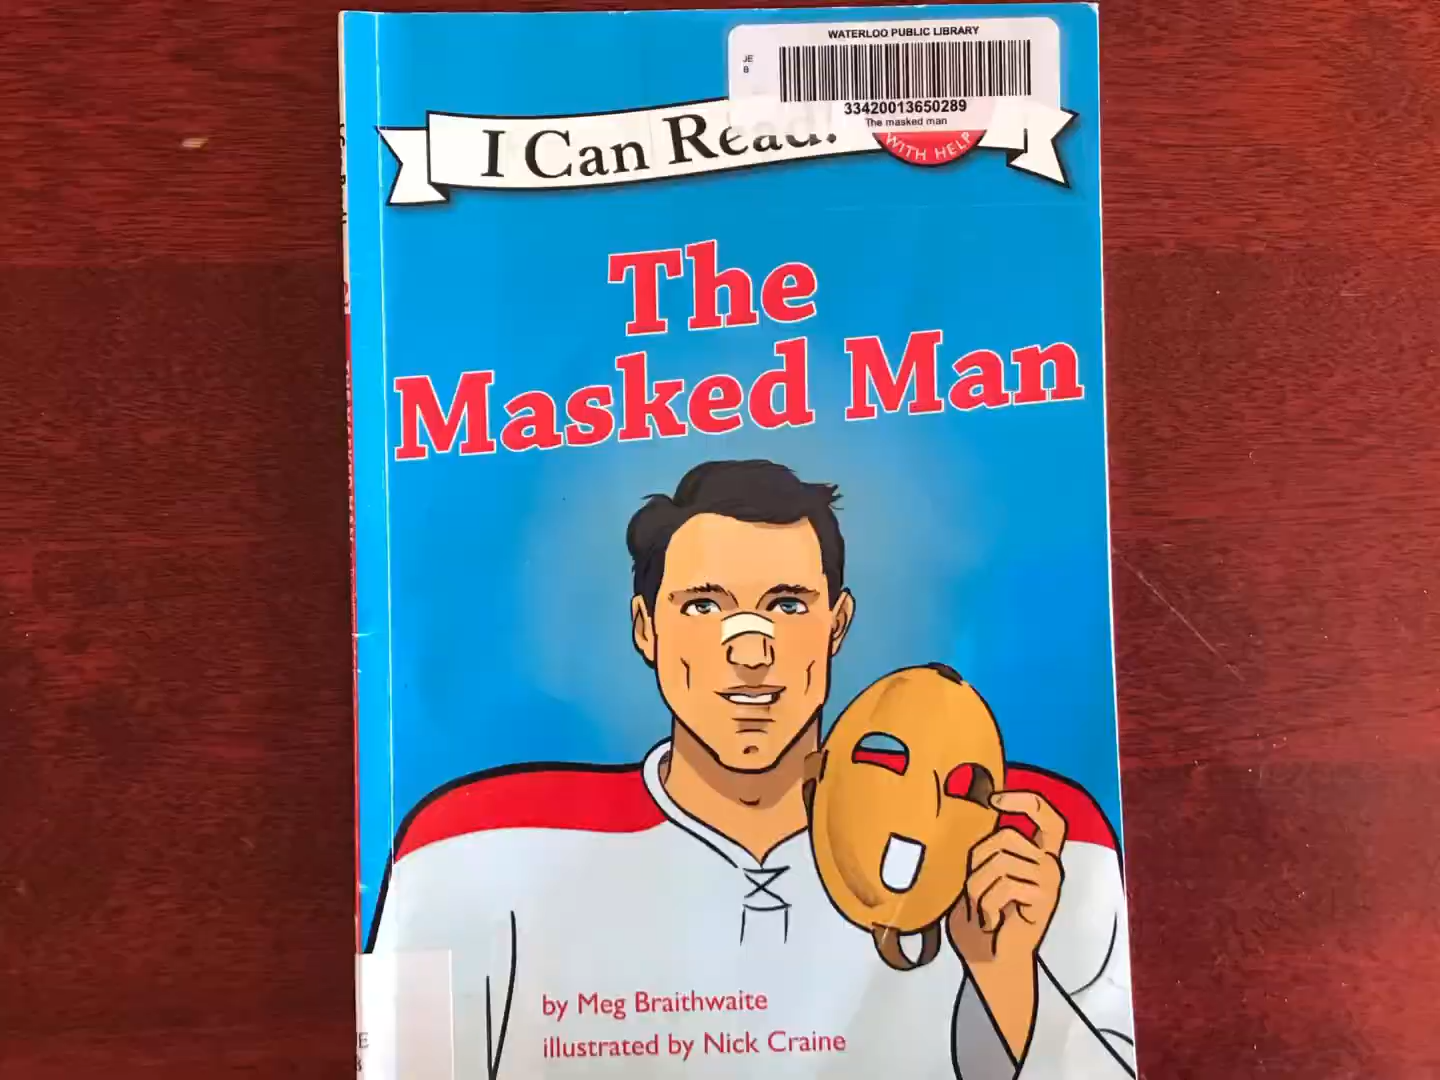 WATERLOO PUBLIC LIBRARY
JE
B
33420013650289
The masked man
I Can Read!
WITH HELP
The
Masked Man
by Meg Braithwaite
illustrated by Nick Craine